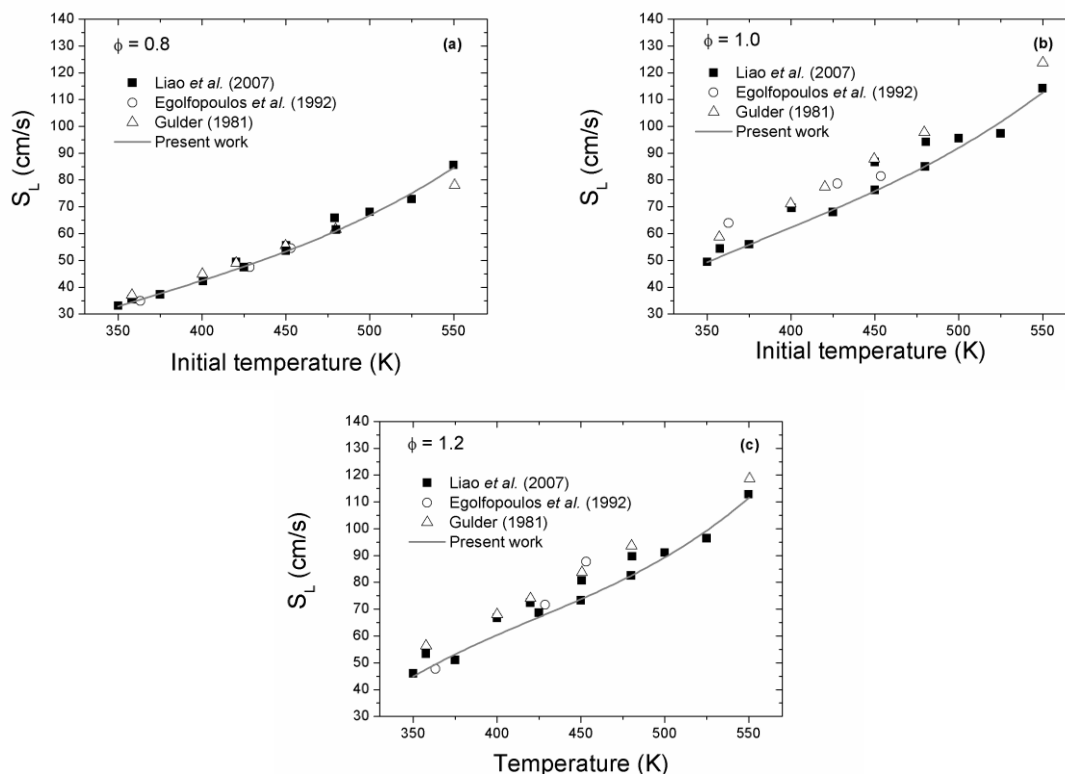 140
130
120
110
100
90
80
70
60
50
40
30
S_L (cm/s)
ϕ = 0.8
(a)
Liao et al. (2007)
Egolfopoulos et al. (1992)
Gulder (1981)
Present work
350 400 450 500 550
Initial temperature (K)
140
130
120
110
100
90
80
70
60
50
40
30
S_L (cm/s)
ϕ = 1.0
(b)
Liao et al. (2007)
Egolfopoulos et al. (1992)
Gulder (1981)
Present work
350 400 450 500 550
Initial temperature (K)
140
130
120
110
100
90
80
70
60
50
40
30
S_L (cm/s)
ϕ = 1.2
(c)
Liao et al. (2007)
Egolfopoulos et al. (1992)
Gulder (1981)
Present work
350 400 450 500 550
Temperature (K)